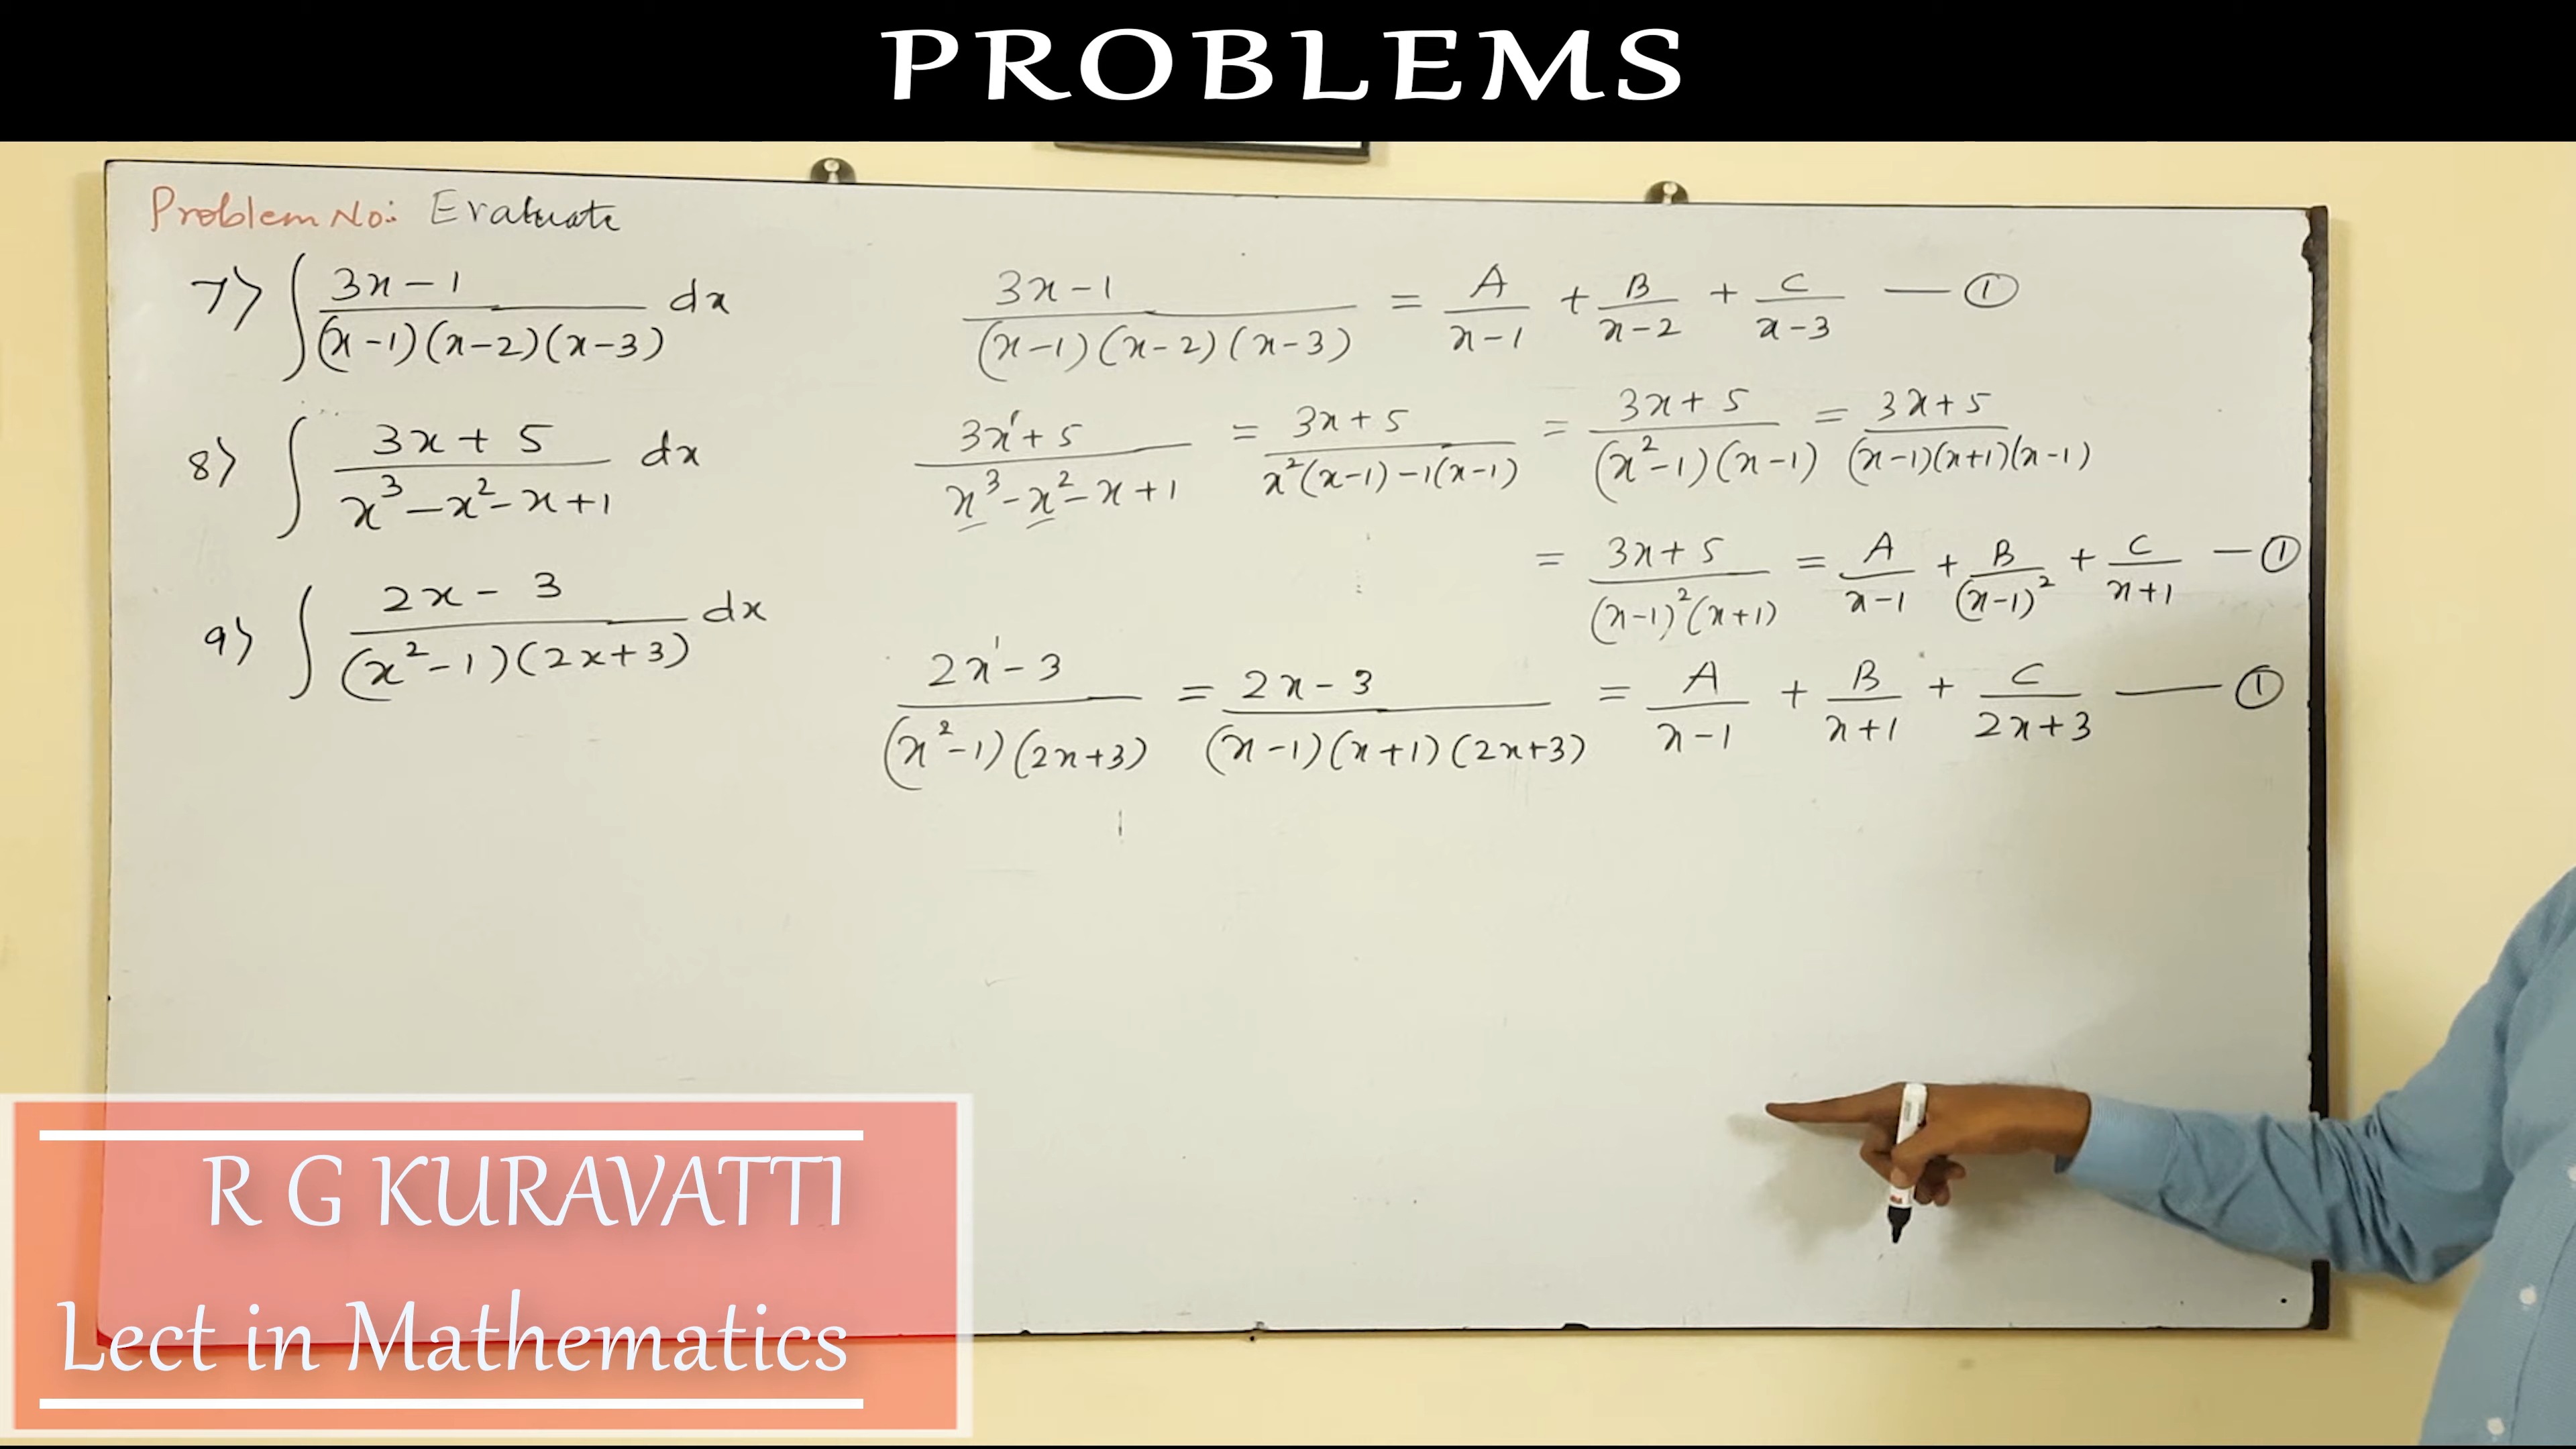 PROBLEMS
Problem No: Evaluate
7) ∫ (3x-1)/((x-1)(x-2)(x-3)) dx
(3x-1)/((x-1)(x-2)(x-3)) = A/(x-1) + B/(x-2) + C/(x-3) — ①
8) ∫ (3x+5)/(x³-x²-x+1) dx
(3x¹+5)/(x³-x²-x+1) = (3x+5)/(x²(x-1)-1(x-1)) = (3x+5)/((x²-1)(x-1)) = (3x+5)/((x-1)(x+1)(x-1))
= (3x+5)/((x-1)²(x+1)) = A/(x-1) + B/(x-1)² + C/(x+1) — ①
9) ∫ (2x-3)/((x²-1)(2x+3)) dx
(2x¹-3)/((x²-1)(2x+3)) = (2x-3)/((x-1)(x+1)(2x+3)) = A/(x-1) + B/(x+1) + C/(2x+3) — ①
R G KURAVATTI
Lect in Mathematics